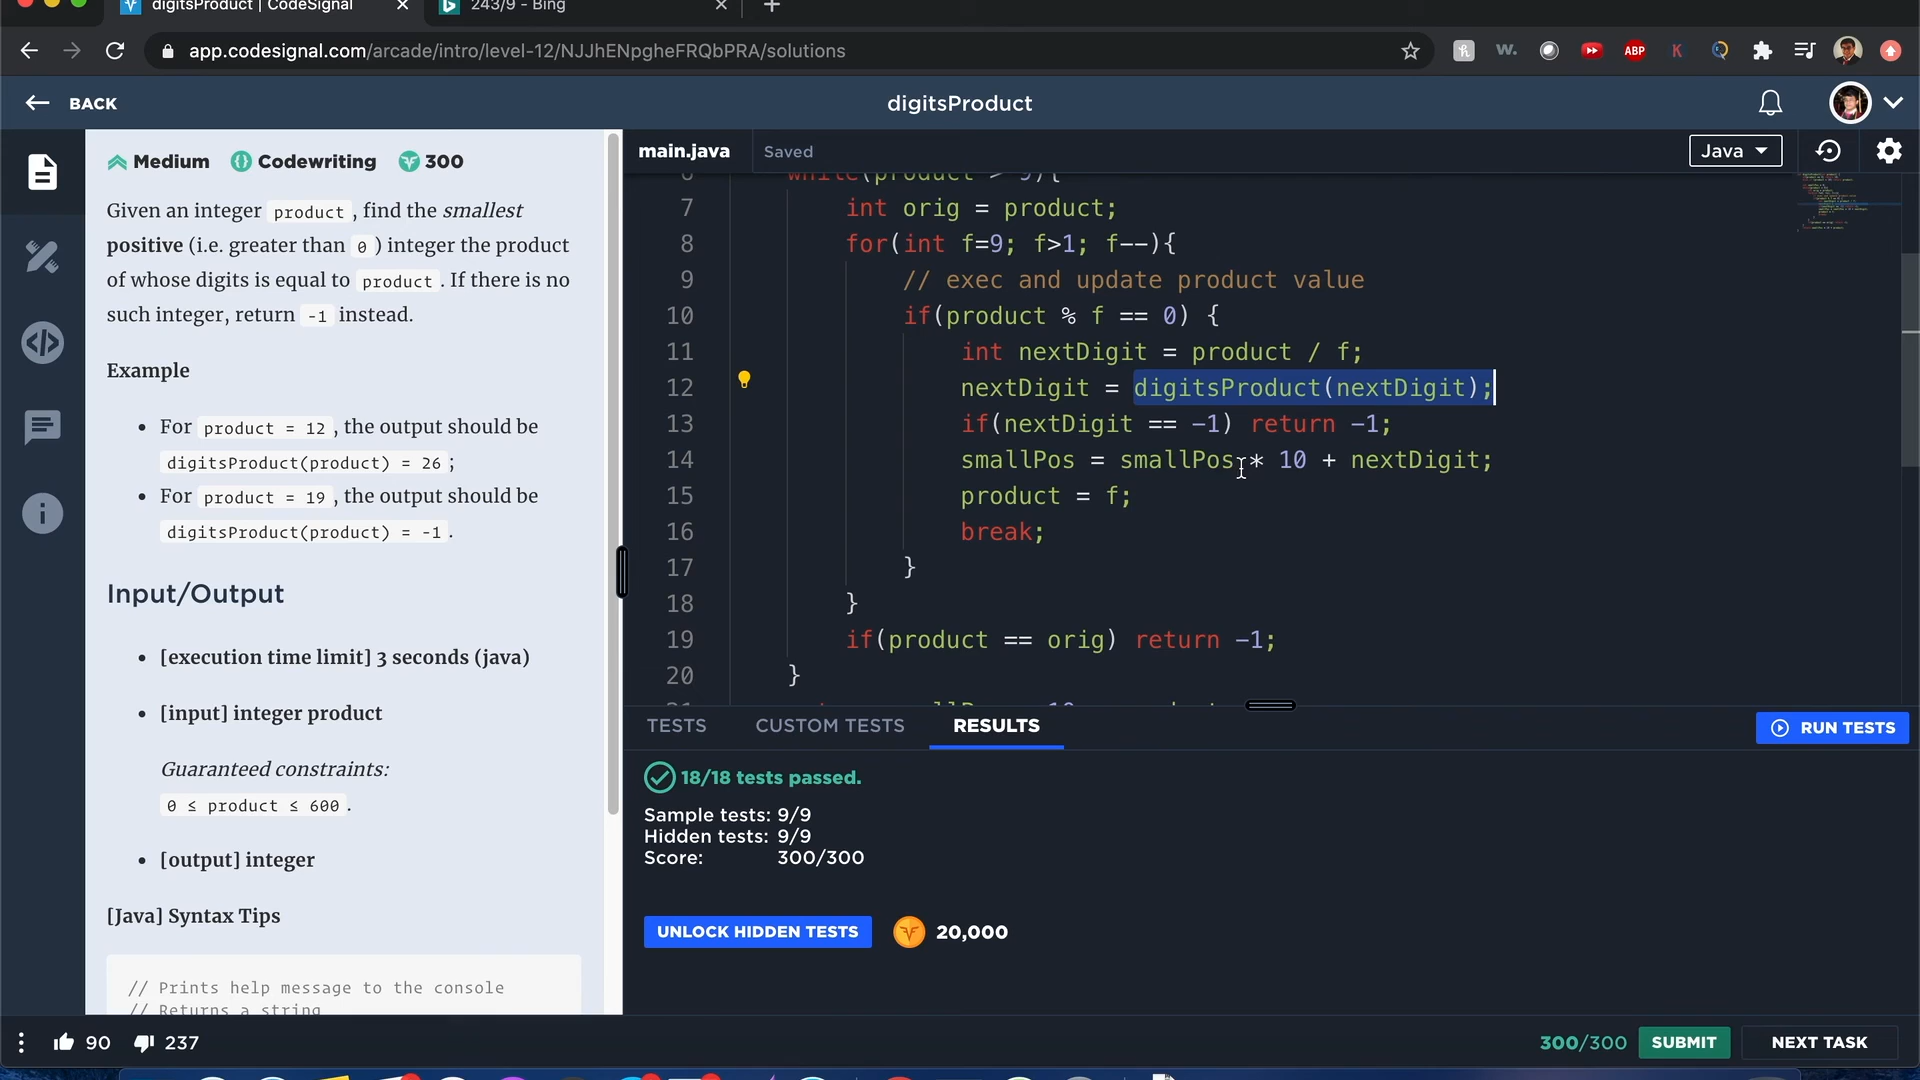 digitsProduct | CodeSignal
243/9 - Bing
app.codesignal.com/arcade/intro/level-12/NJJhENpgheFRQbPRA/solutions
ABP
BACK
digitsProduct
Medium Codewriting 300
Given an integer product , find the smallest
positive (i.e. greater than 0 ) integer the product
of whose digits is equal to product . If there is no
such integer, return -1 instead.
Example
• For product = 12 , the output should be
digitsProduct(product) = 26 ;
• For product = 19 , the output should be
digitsProduct(product) = -1 .
Input/Output
• [execution time limit] 3 seconds (java)
• [input] integer product
Guaranteed constraints:
0 ≤ product ≤ 600 .
• [output] integer
[Java] Syntax Tips
// Prints help message to the console
// Returns a string
90 237
main.java Saved Java
6 while(product > 9){
7 int orig = product;
8 for(int f=9; f>1; f--){
9 // exec and update product value
10 if(product % f == 0) {
11 int nextDigit = product / f;
12 nextDigit = digitsProduct(nextDigit);
13 if(nextDigit == -1) return -1;
14 smallPos = smallPos * 10 + nextDigit;
15 product = f;
16 break;
17 }
18 }
19 if(product == orig) return -1;
20 }
TESTS CUSTOM TESTS RESULTS RUN TESTS
18/18 tests passed.
Sample tests: 9/9
Hidden tests: 9/9
Score: 300/300
UNLOCK HIDDEN TESTS 20,000
300/300 SUBMIT NEXT TASK